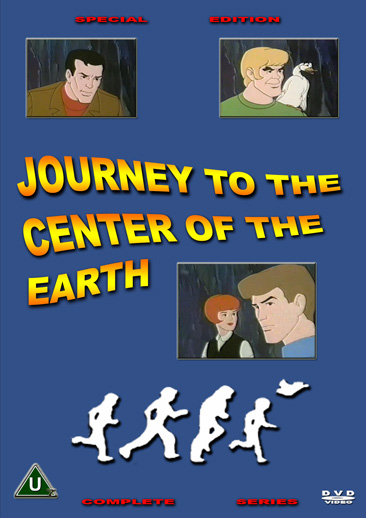 SPECIAL EDITION
JOURNEY TO THE
CENTER OF THE
EARTH
U
COMPLETE SERIES
DVD
VIDEO